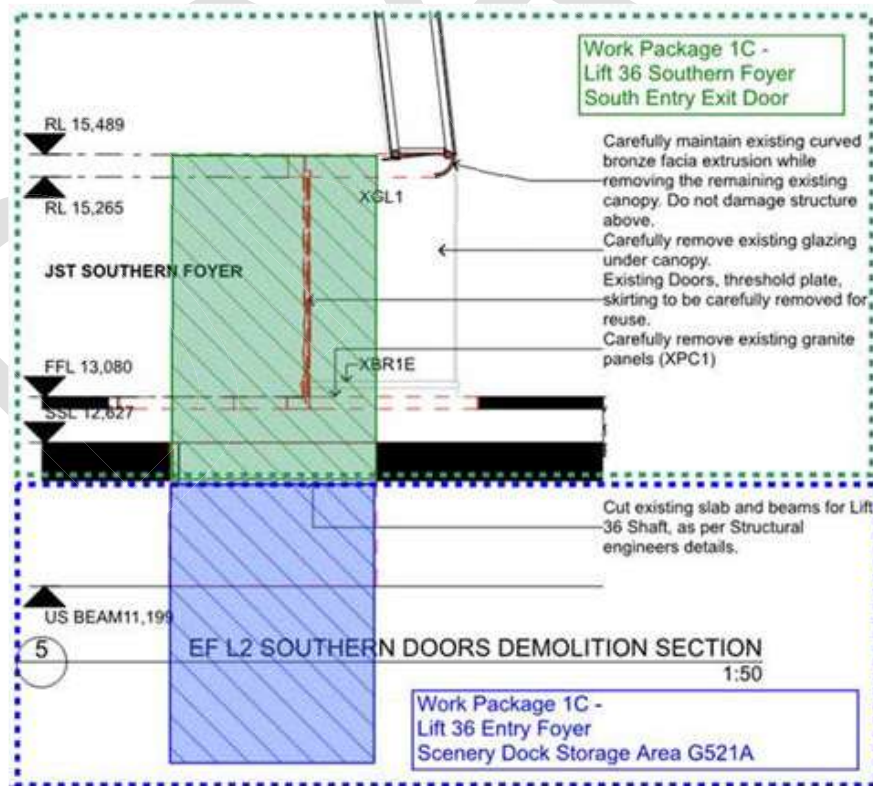 Work Package 1C -
Lift 36 Southern Foyer
South Entry Exit Door
RL 15,489
RL 15,265
XGL1
Carefully maintain existing curved
bronze facia extrusion while
removing the remaining existing
canopy. Do not damage structure
above.
Carefully remove existing glazing
under canopy.
JST SOUTHERN FOYER
Existing Doors, threshold plate,
skirting to be carefully removed for
reuse.
Carefully remove existing granite
panels (XPC1)
FFL 13,080
XBR1E
SSL 12,627
Cut existing slab and beams for Lift
36 Shaft, as per Structural
engineers details.
US BEAM11,199
5
EF L2 SOUTHERN DOORS DEMOLITION SECTION
1:50
Work Package 1C -
Lift 36 Entry Foyer
Scenery Dock Storage Area G521A